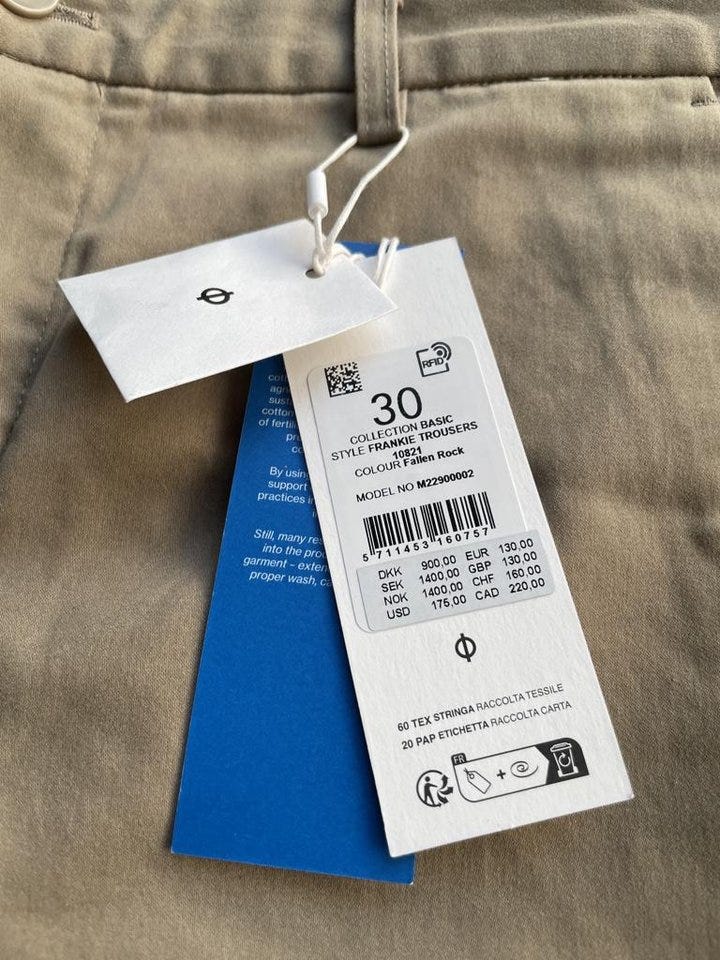 RFID
30
COLLECTION BASIC
STYLE FRANKIE TROUSERS
10821
COLOUR Fallen Rock
MODEL NO M22900002
5 711453 160757
DKK 900,00 EUR 130,00
SEK 1400,00 GBP 130,00
NOK 1400,00 CHF 160,00
USD 175,00 CAD 220,00
60 TEX STRINGA RACCOLTA TESSILE
20 PAP ETICHETTA RACCOLTA CARTA
FR
+
cotton
of fertile
By using
support
practices
Still, many
into the
garment -
proper wash,